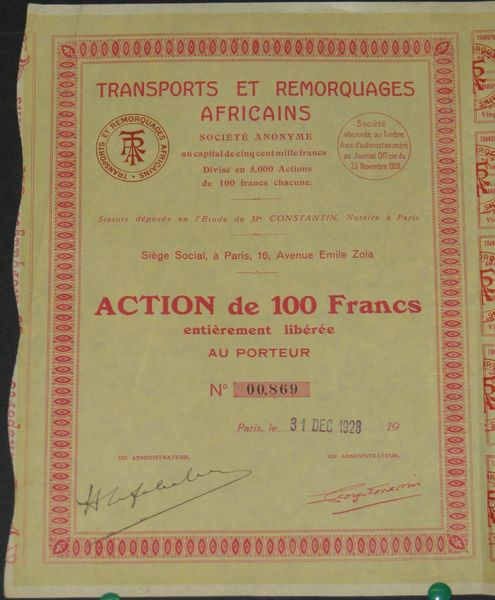 TRANSPORTS ET REMORQUAGES
AFRICAINS
SOCIÉTÉ ANONYME
au capital de cinq cent mille francs
Divisé en 5.000 Actions
de 100 francs chacune.
TRANSPORTS ET REMORQUAGES AFRICAINS
TRA
Société
abonnée au Timbre
Avis d'autorisation inséré
au Journal Officiel du
23 Novembre 1928
Statuts déposés en l'Etude de Me CONSTANTIN, Notaire à Paris
Siège Social, à Paris, 16, Avenue Emile Zola
ACTION de 100 Francs
entièrement libérée
AU PORTEUR
No 00,869
Paris, le 31 DEC 1928 19
UN ADMINISTRATEUR,
UN ADMINISTRATEUR,